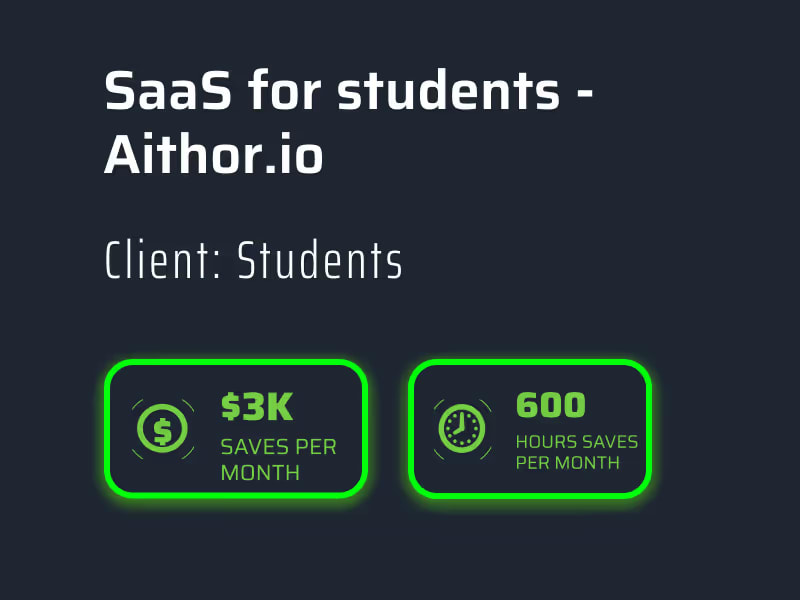 SaaS for students -
Aithor.io
Client: Students
$3K
SAVES PER
MONTH
600
HOURS SAVES
PER MONTH